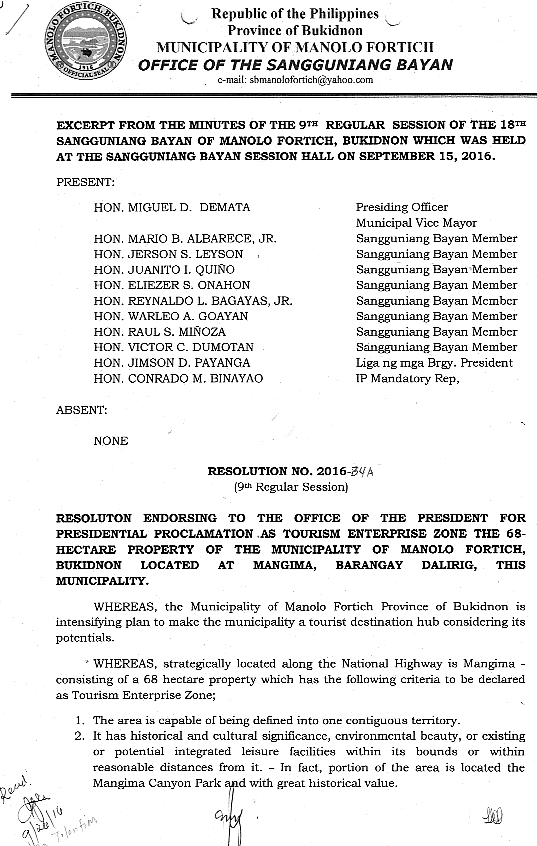 MANOLO FORTICH, BUKIDNON
OFFICIAL SEAL
Republic of the Philippines
Province of Bukidnon
MUNICIPALITY OF MANOLO FORTICH
OFFICE OF THE SANGGUNIANG BAYAN
e-mail: sbmanolofortich@yahoo.com
EXCERPT FROM THE MINUTES OF THE 9TH REGULAR SESSION OF THE 18TH
SANGGUNIANG BAYAN OF MANOLO FORTICH, BUKIDNON WHICH WAS HELD
AT THE SANGGUNIANG BAYAN SESSION HALL ON SEPTEMBER 15, 2016.
PRESENT:
HON. MIGUEL D. DEMATA Presiding Officer
Municipal Vice Mayor
HON. MARIO B. ALBARECE, JR. Sangguniang Bayan Member
HON. JERSON S. LEYSON Sangguniang Bayan Member
HON. JUANITO I. QUIÑO Sangguniang Bayan Member
HON. ELIEZER S. ONAHON Sangguniang Bayan Member
HON. REYNALDO L. BAGAYAS, JR. Sangguniang Bayan Member
HON. WARLEO A. GOAYAN Sangguniang Bayan Member
HON. RAUL S. MIÑOZA Sangguniang Bayan Member
HON. VICTOR C. DUMOTAN Sangguniang Bayan Member
HON. JIMSON D. PAYANGA Liga ng mga Brgy. President
HON. CONRADO M. BINAYAO IP Mandatory Rep,
ABSENT:
NONE
RESOLUTION NO. 2016-34A
(9th Regular Session)
RESOLUTON ENDORSING TO THE OFFICE OF THE PRESIDENT FOR
PRESIDENTIAL PROCLAMATION AS TOURISM ENTERPRISE ZONE THE 68-
HECTARE PROPERTY OF THE MUNICIPALITY OF MANOLO FORTICH,
BUKIDNON LOCATED AT MANGIMA, BARANGAY DALIRIG, THIS
MUNICIPALITY.
WHEREAS, the Municipality of Manolo Fortich Province of Bukidnon is
intensifying plan to make the municipality a tourist destination hub considering its
potentials.
WHEREAS, strategically located along the National Highway is Mangima -
consisting of a 68 hectare property which has the following criteria to be declared
as Tourism Enterprise Zone;
1. The area is capable of being defined into one contiguous territory.
2. It has historical and cultural significance, environmental beauty, or existing
or potential integrated leisure facilities within its bounds or within
reasonable distances from it. – In fact, portion of the area is located the
Mangima Canyon Park and with great historical value.
Recd.
9/26/16